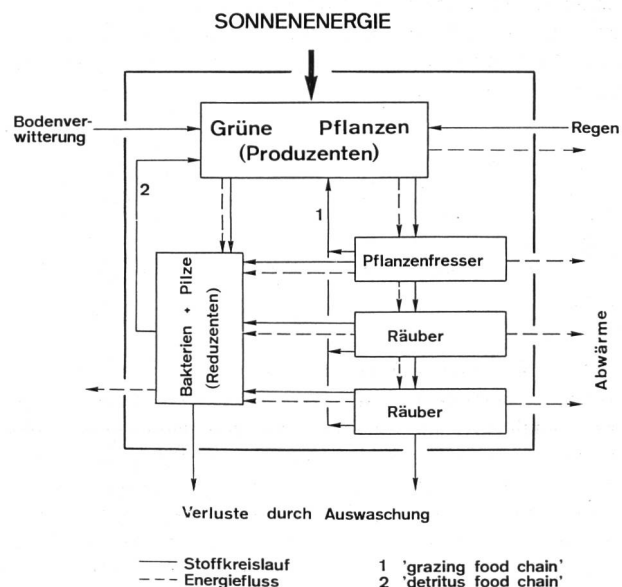 SONNENENERGIE
Bodenver-
witterung
Grüne Pflanzen
(Produzenten)
Regen
2
1
Pflanzenfresser
Bakterien + Pilze
(Reduzenten)
Räuber
Räuber
Abwärme
Verluste durch Auswaschung
Stoffkreislauf
Energiefluss
1 'grazing food chain'
2 'detritus food chain'